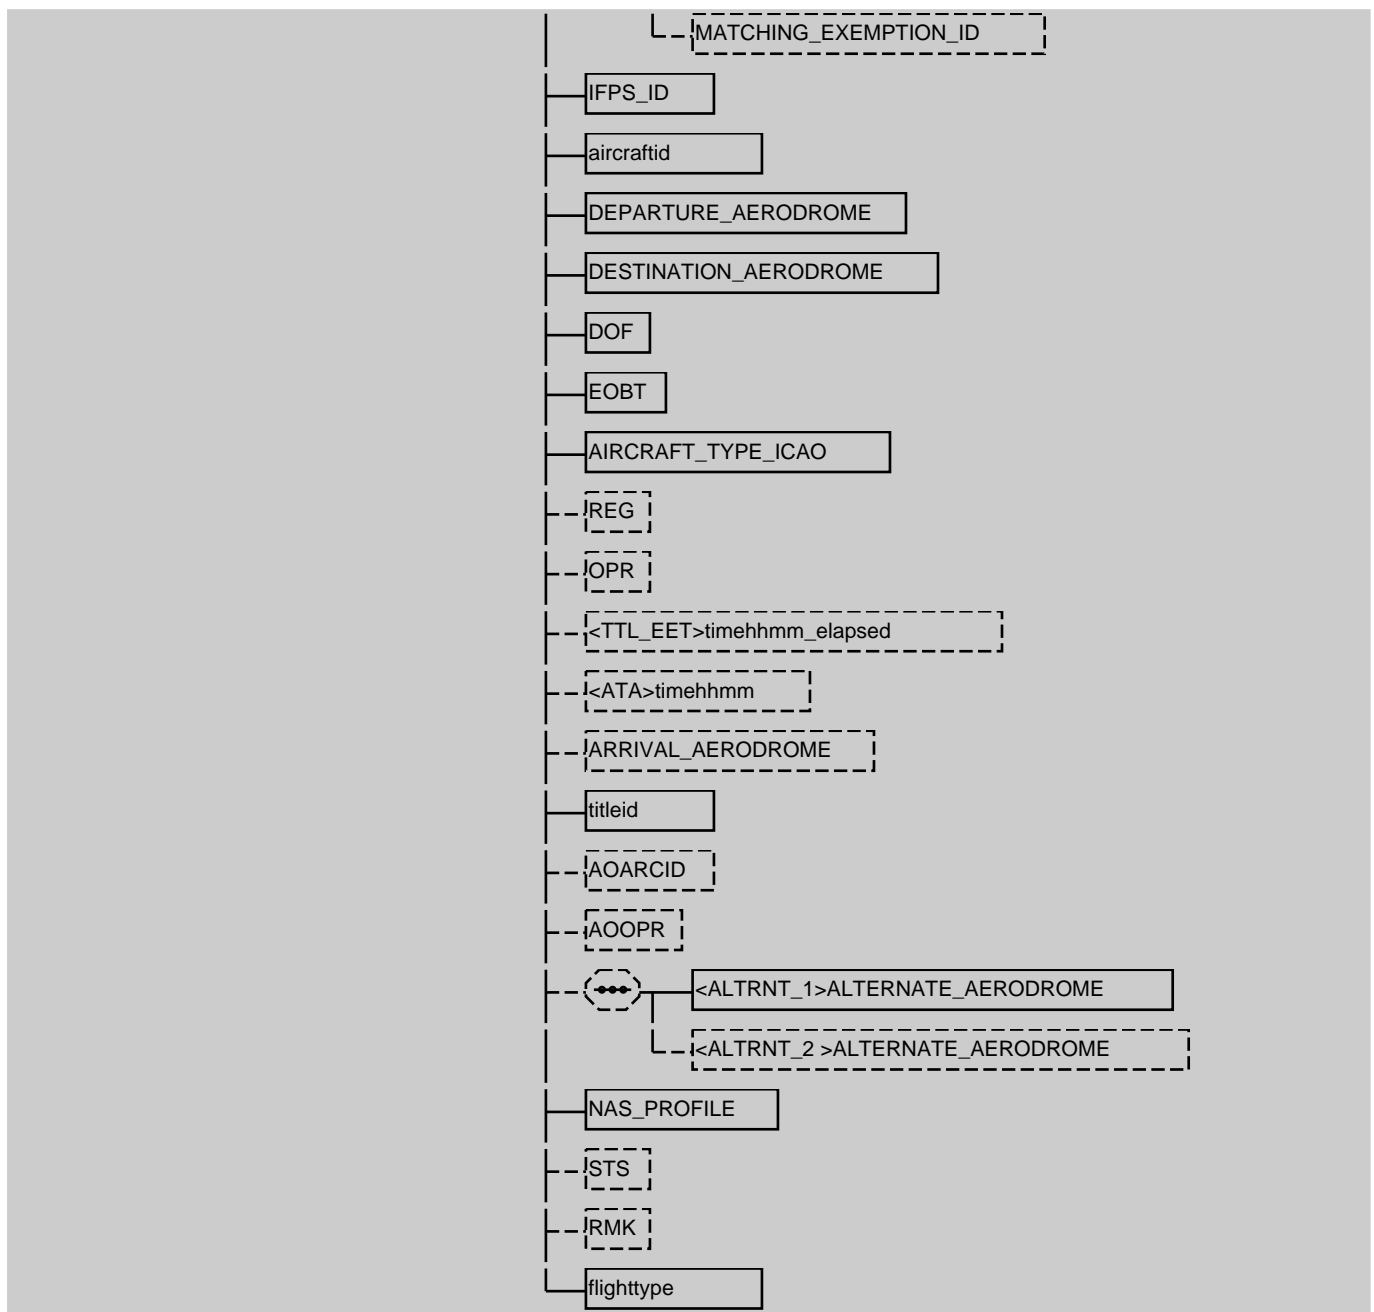 MATCHING_EXEMPTION_ID
IFPS_ID
aircraftid
DEPARTURE_AERODROME
DESTINATION_AERODROME
DOF
EOBT
AIRCRAFT_TYPE_ICAO
REG
OPR
<TTL_EET>timehhmm_elapsed
<ATA>timehhmm
ARRIVAL_AERODROME
titleid
AOARCID
AOOPR
<ALTRNT_1>ALTERNATE_AERODROME
<ALTRNT_2 >ALTERNATE_AERODROME
NAS_PROFILE
STS
RMK
flighttype